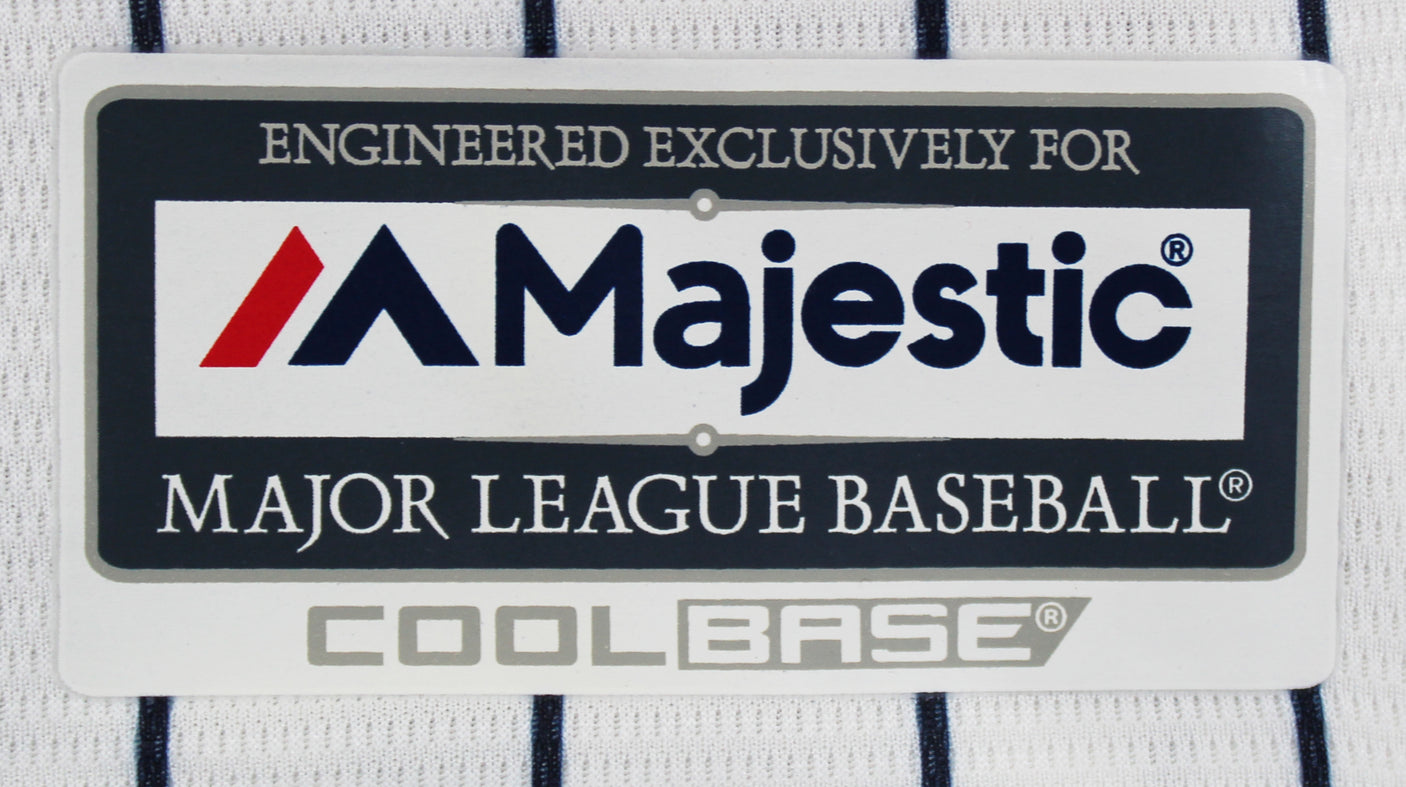 ENGINEERED EXCLUSIVELY FOR
Majestic®
MAJOR LEAGUE BASEBALL®
COOLBASE®